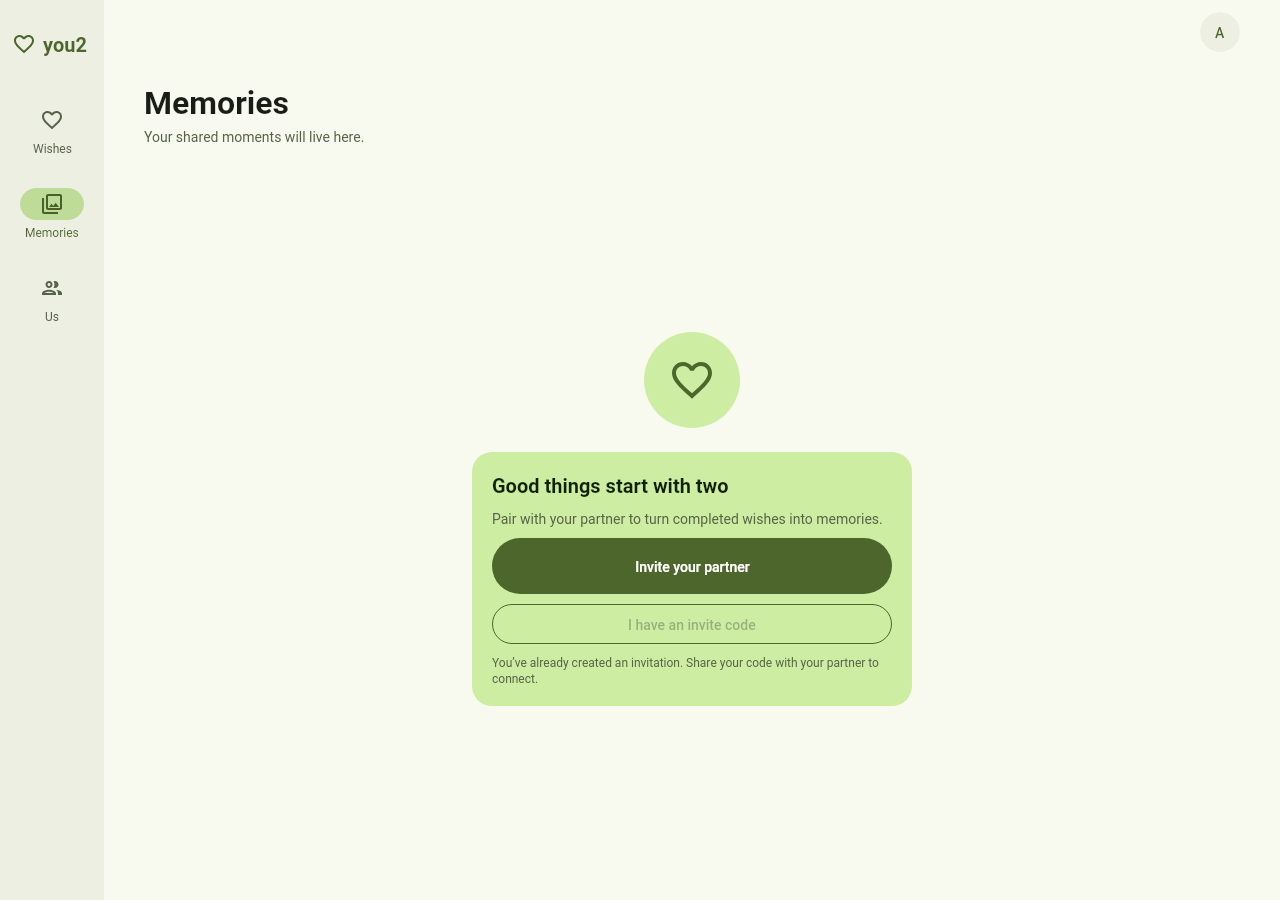 you2
A
Wishes
Memories
Us
Memories
Your shared moments will live here.
Good things start with two
Pair with your partner to turn completed wishes into memories.
Invite your partner
I have an invite code
You’ve already created an invitation. Share your code with your partner to
connect.